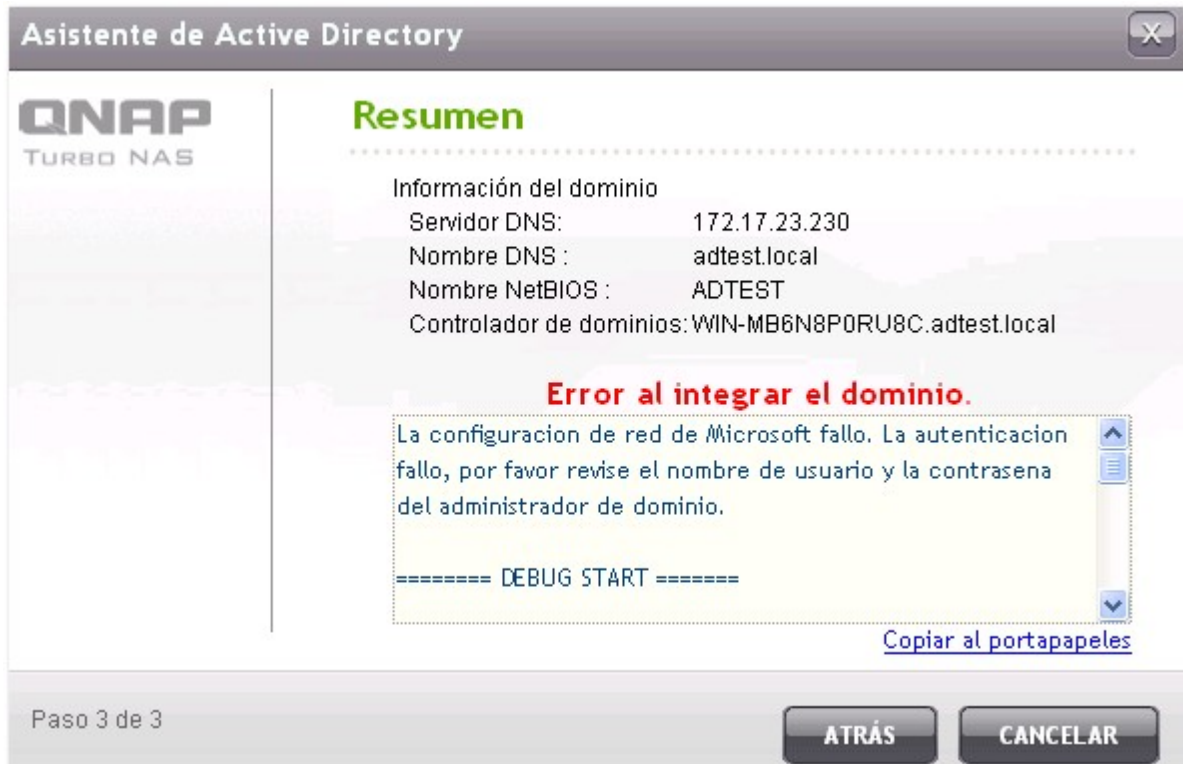 Asistente de Active Directory
X
QNAP
TURBO NAS
Resumen
Información del dominio
Servidor DNS: 172.17.23.230
Nombre DNS : adtest.local
Nombre NetBIOS : ADTEST
Controlador de dominios: WIN-MB6N8P0RU8C.adtest.local
Error al integrar el dominio.
La configuracion de red de Microsoft fallo. La autenticacion
fallo, por favor revise el nombre de usuario y la contrasena
del administrador de dominio.
======== DEBUG START =======
Copiar al portapapeles
Paso 3 de 3
ATRÁS
CANCELAR